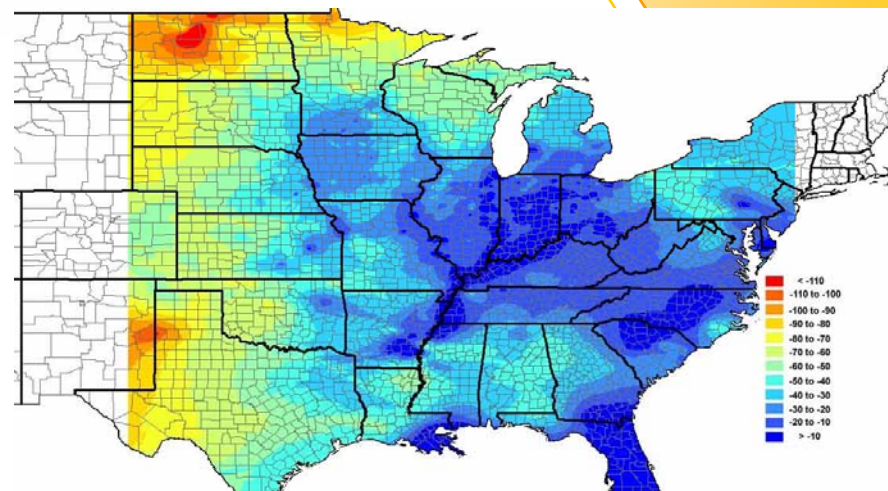 < -110
-110 to -100
-100 to -90
-90 to -80
-80 to -70
-70 to -60
-60 to -50
-50 to -40
-40 to -30
-30 to -20
-20 to -10
> -10